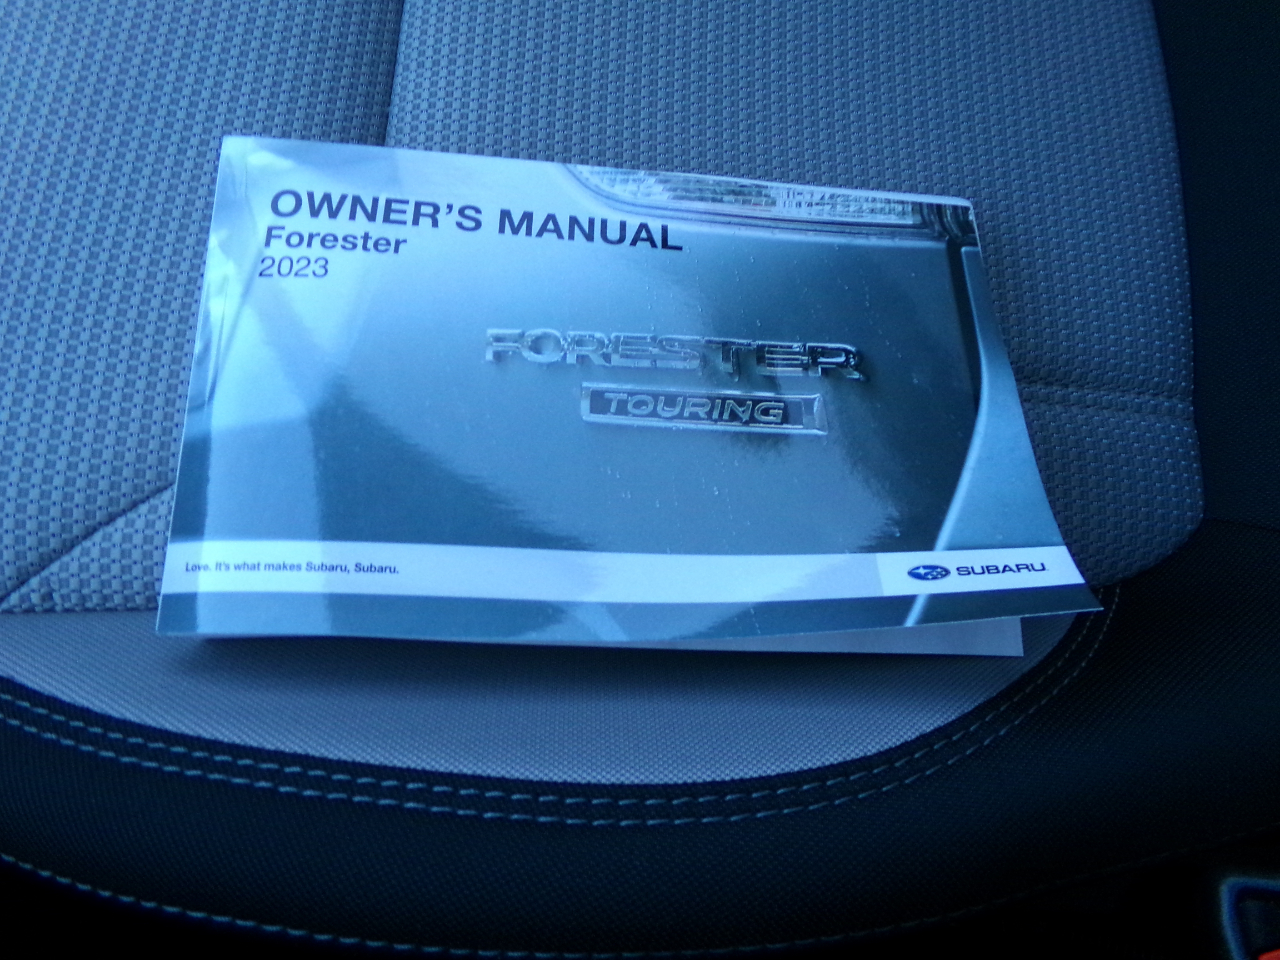 OWNER'S MANUAL
Forester
2023
FORESTER
TOURING
Love. It's what makes Subaru, Subaru.
SUBARU